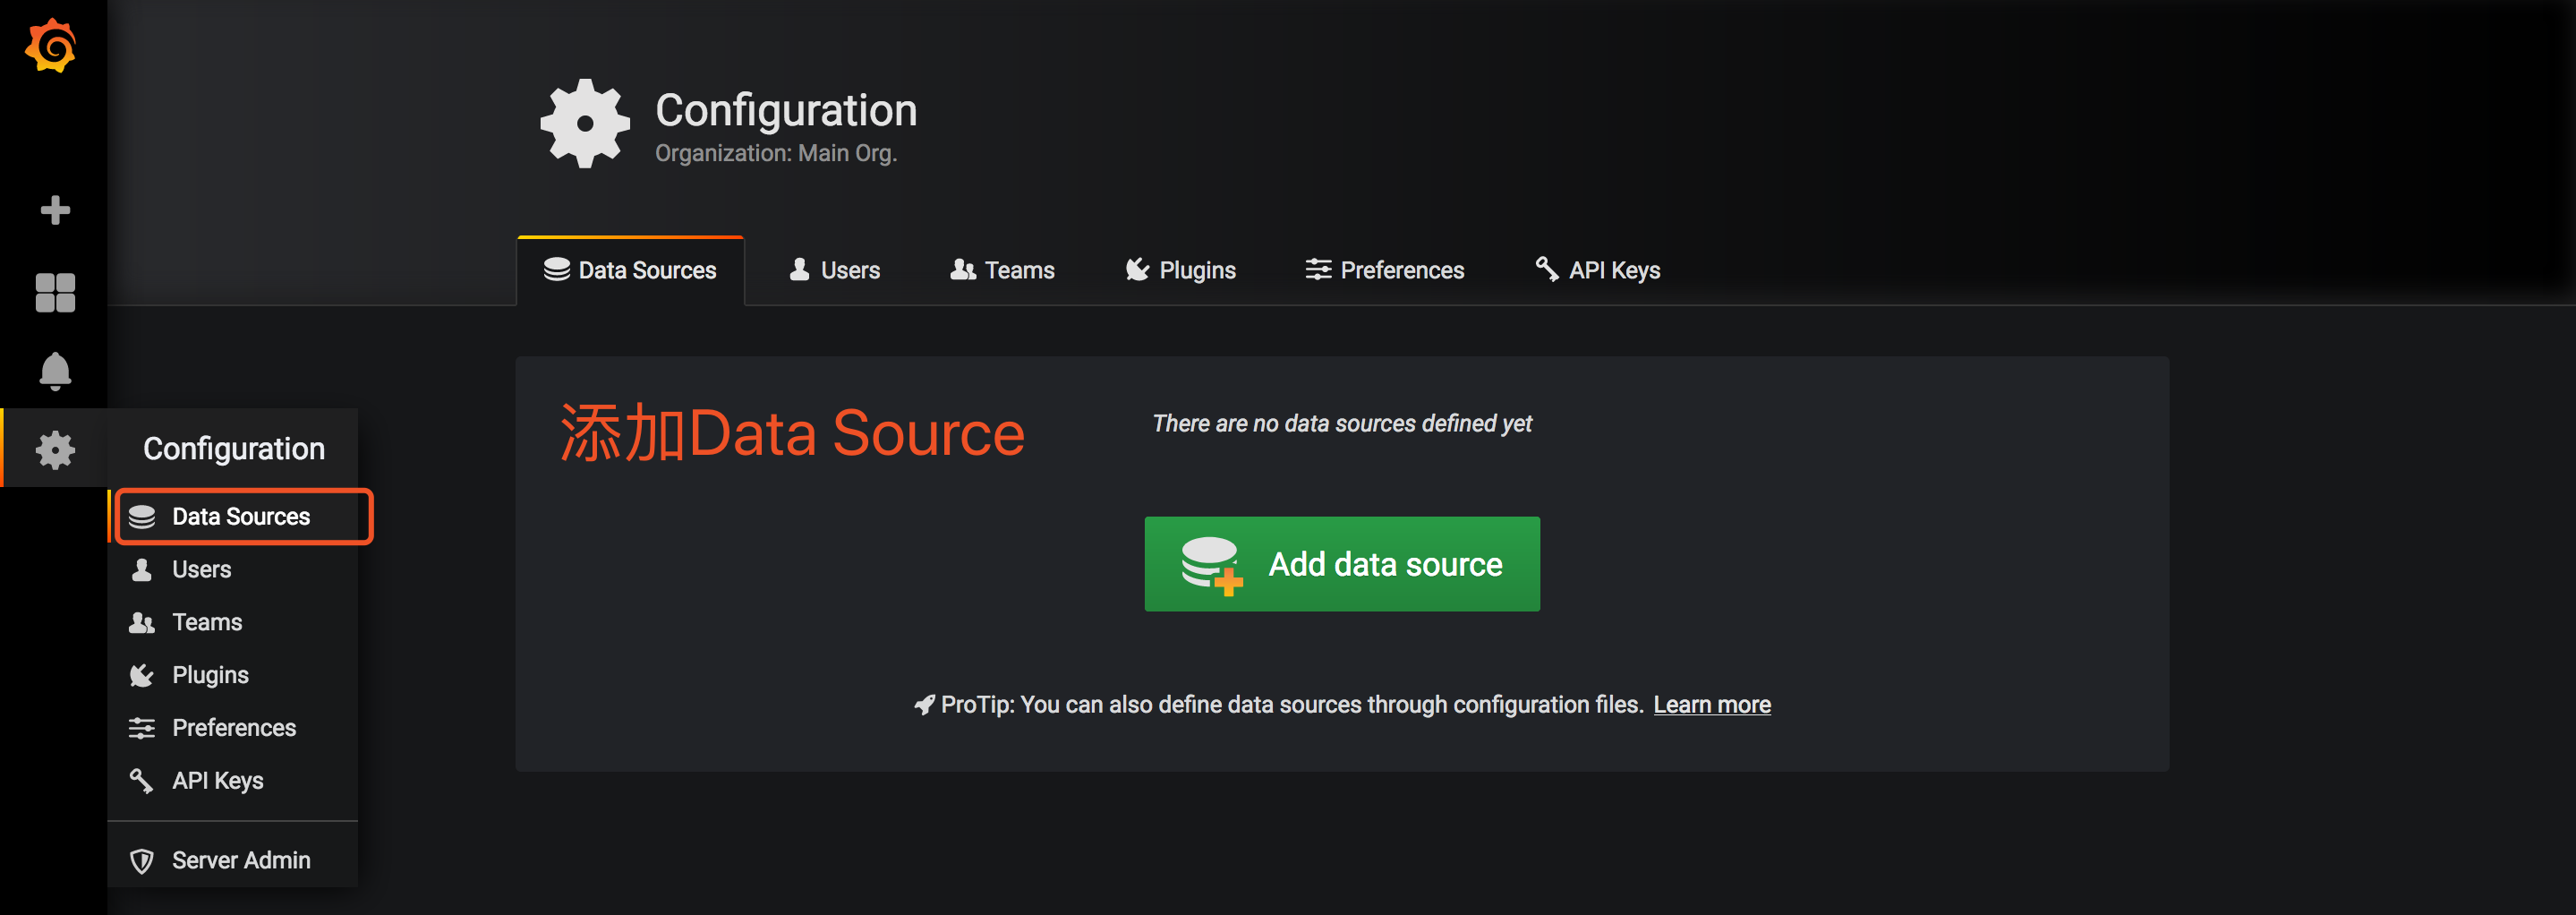 Configuration
Organization: Main Org.
Data Sources
Users
Teams
Plugins
Preferences
API Keys
添加Data Source
There are no data sources defined yet
Add data source
ProTip: You can also define data sources through configuration files. Learn more
Configuration
Data Sources
Users
Teams
Plugins
Preferences
API Keys
Server Admin